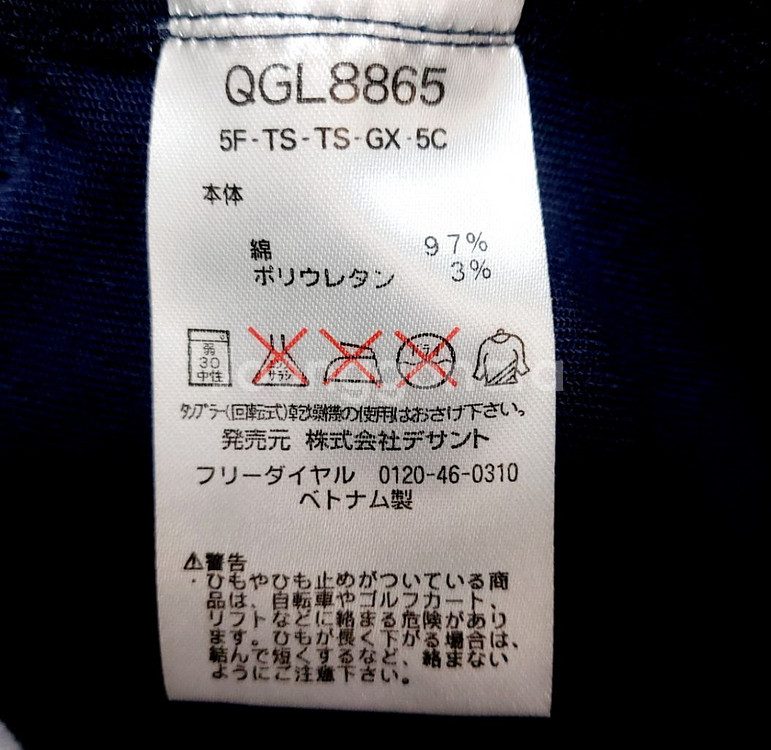 QGL8865
5F-TS-TS-GX-5C
本体
綿 97%
ポリウレタン 3%
弱
30
中性
エンソ
サラシ
ドライ
タンブラー(回転式)乾燥機の使用はおさけ下さい。
発売元 株式会社デサント
フリーダイヤル 0120-46-0310
ベトナム製
⚠警告
・ひもやひも止めがついている商
品は、自転車やゴルフカート、
リフトなどに絡まる危険があり
ます。ひもが長く下がる場合は、
結んで短くするなど、絡まない
ようにご注意下さい。